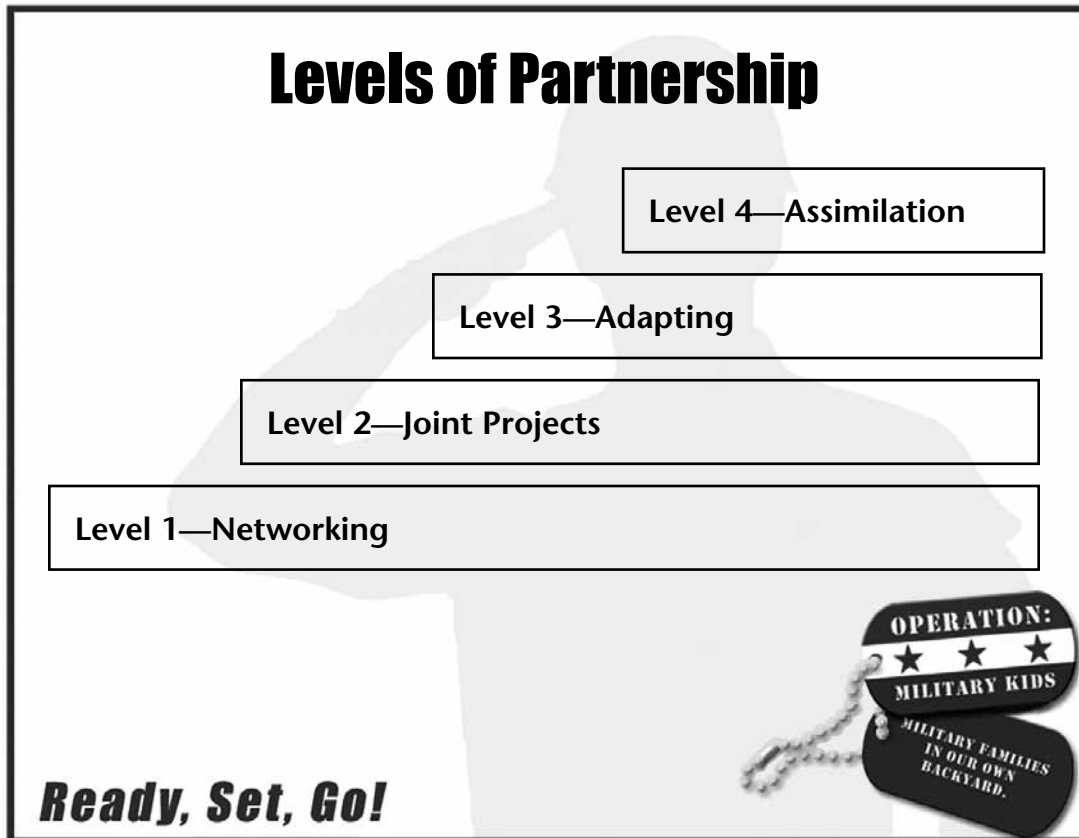 Levels of Partnership
Level 4—Assimilation
Level 3—Adapting
Level 2—Joint Projects
Level 1—Networking
OPERATION:
MILITARY KIDS
MILITARY FAMILIES
IN OUR OWN
BACKYARD.
Ready, Set, Go!